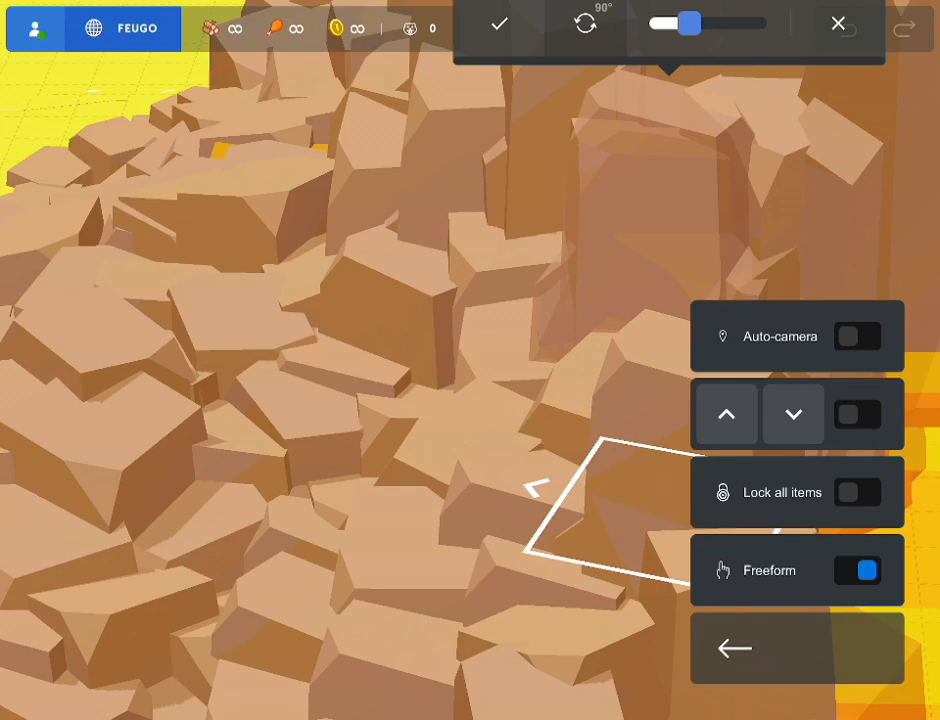 FEUGO
∞
∞
∞
0
90°
Auto-camera
Lock all items
Freeform